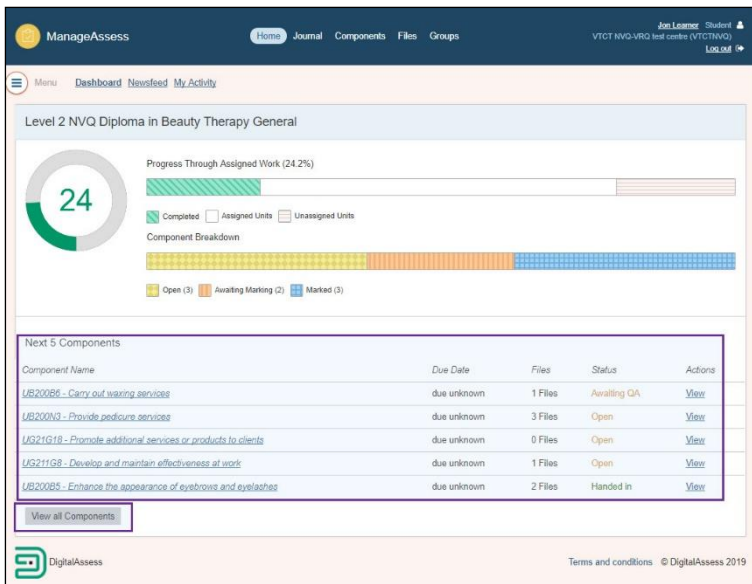 ManageAssess
Home Journal Components Files Groups
Jon Learner Student
VTCT NVQ-VRQ test centre (VTCTNVQ)
Log out
Menu Dashboard Newsfeed My Activity
Level 2 NVQ Diploma in Beauty Therapy General
24
Progress Through Assigned Work (24.2%)
Completed Assigned Units Unassigned Units
Component Breakdown
Open (3) Awaiting Marking (2) Marked (3)
Next 5 Components
Component Name Due Date Files Status Actions
UB200B6 - Carry out waxing services due unknown 1 Files Awaiting QA View
UB200N3 - Provide pedicure services due unknown 3 Files Open View
UG21G18 - Promote additional services or products to clients due unknown 0 Files Open View
UG211G8 - Develop and maintain effectiveness at work due unknown 1 Files Open View
UB200B5 - Enhance the appearance of eyebrows and eyelashes due unknown 2 Files Handed in View
View all Components
DigitalAssess
Terms and conditions © DigitalAssess 2019